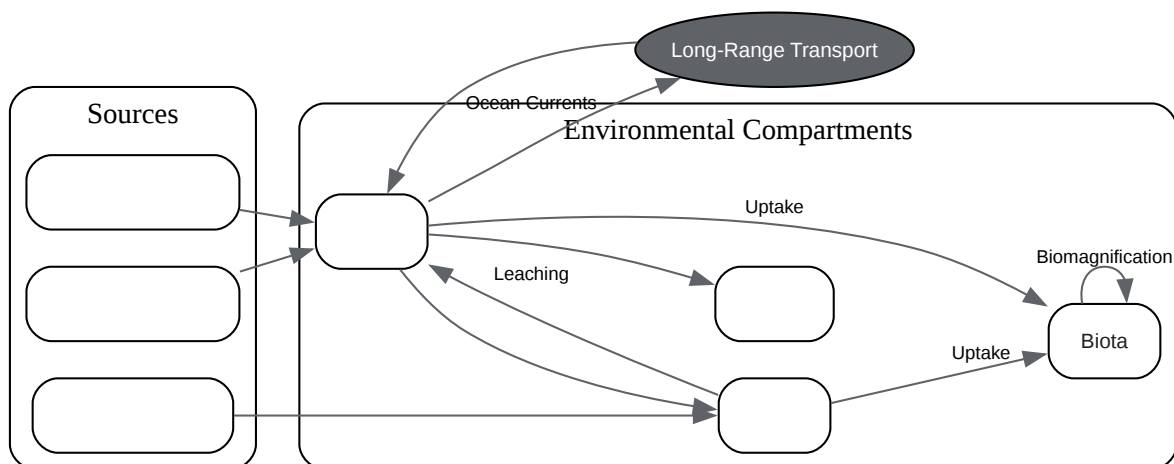 Long-Range Transport
Sources
Ocean Currents
Environmental Compartments
Uptake
Leaching
Biomagnification
Biota
Uptake